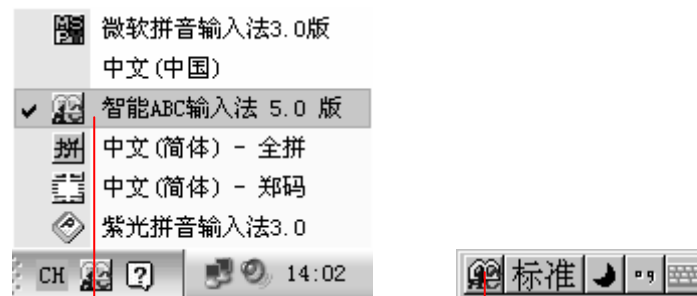 微软拼音输入法3.0版
中文(中国)
智能ABC输入法 5.0 版
中文(简体) - 全拼
中文(简体) - 郑码
紫光拼音输入法3.0
CH 14:02
标准